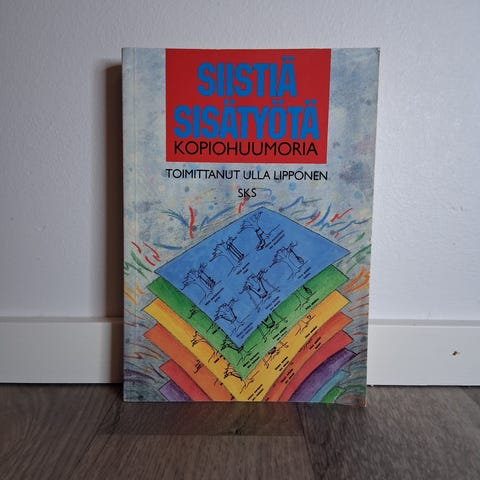 SIISTIÄ
SISÄTYÖTÄ
KOPIOHUUMORIA
TOIMITTANUT ULLA LIPPONEN
SKS